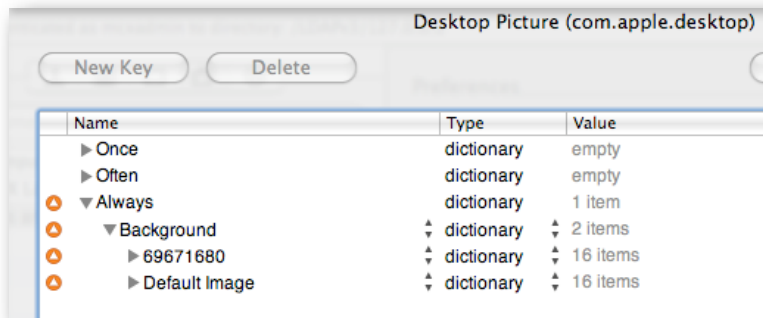 Desktop Picture (com.apple.desktop)
New Key Delete
Name Type Value
Once dictionary empty
Often dictionary empty
Always dictionary 1 item
Background dictionary 2 items
69671680 dictionary 16 items
Default Image dictionary 16 items